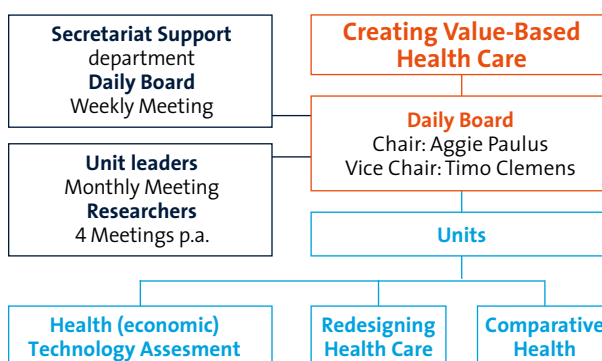 Secretariat Support
department
Daily Board
Weekly Meeting
Unit leaders
Monthly Meeting
Researchers
4 Meetings p.a.
Creating Value-Based
Health Care
Daily Board
Chair: Aggie Paulus
Vice Chair: Timo Clemens
Units
Health (economic)
Technology Assesment
Redesigning
Health Care
Comparative
Health